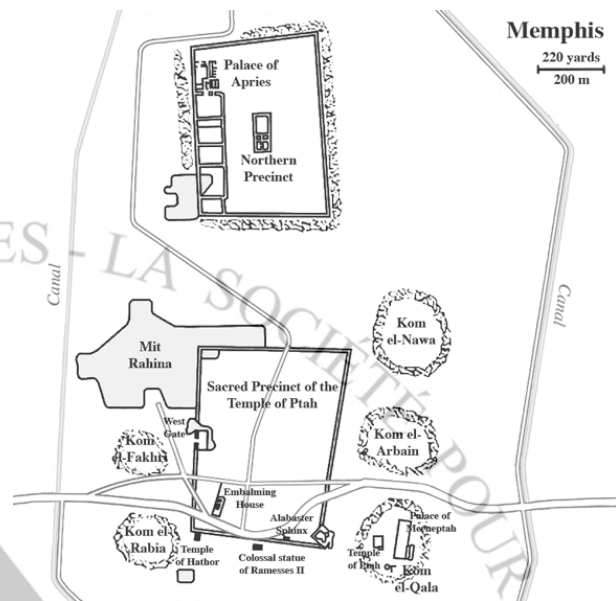 Memphis
220 yards
200 m
Palace of
Apries
Northern
Precinct
ES - LA SOCIÉTÉ POUR
Canal
Canal
Kom
el-Nawa
Mit
Rahina
Sacred Precinct of the
Temple of Ptah
West
Gate
Kom
el-Fakhri
Kom el-
Arbain
Embalming
House
Alabaster
Sphinx
Palace of
Merneptah
Kom el-
Rabia
Temple
of Hathor
Colossal statue
of Ramesses II
Temple
of Ptah
Kom
el-Qala